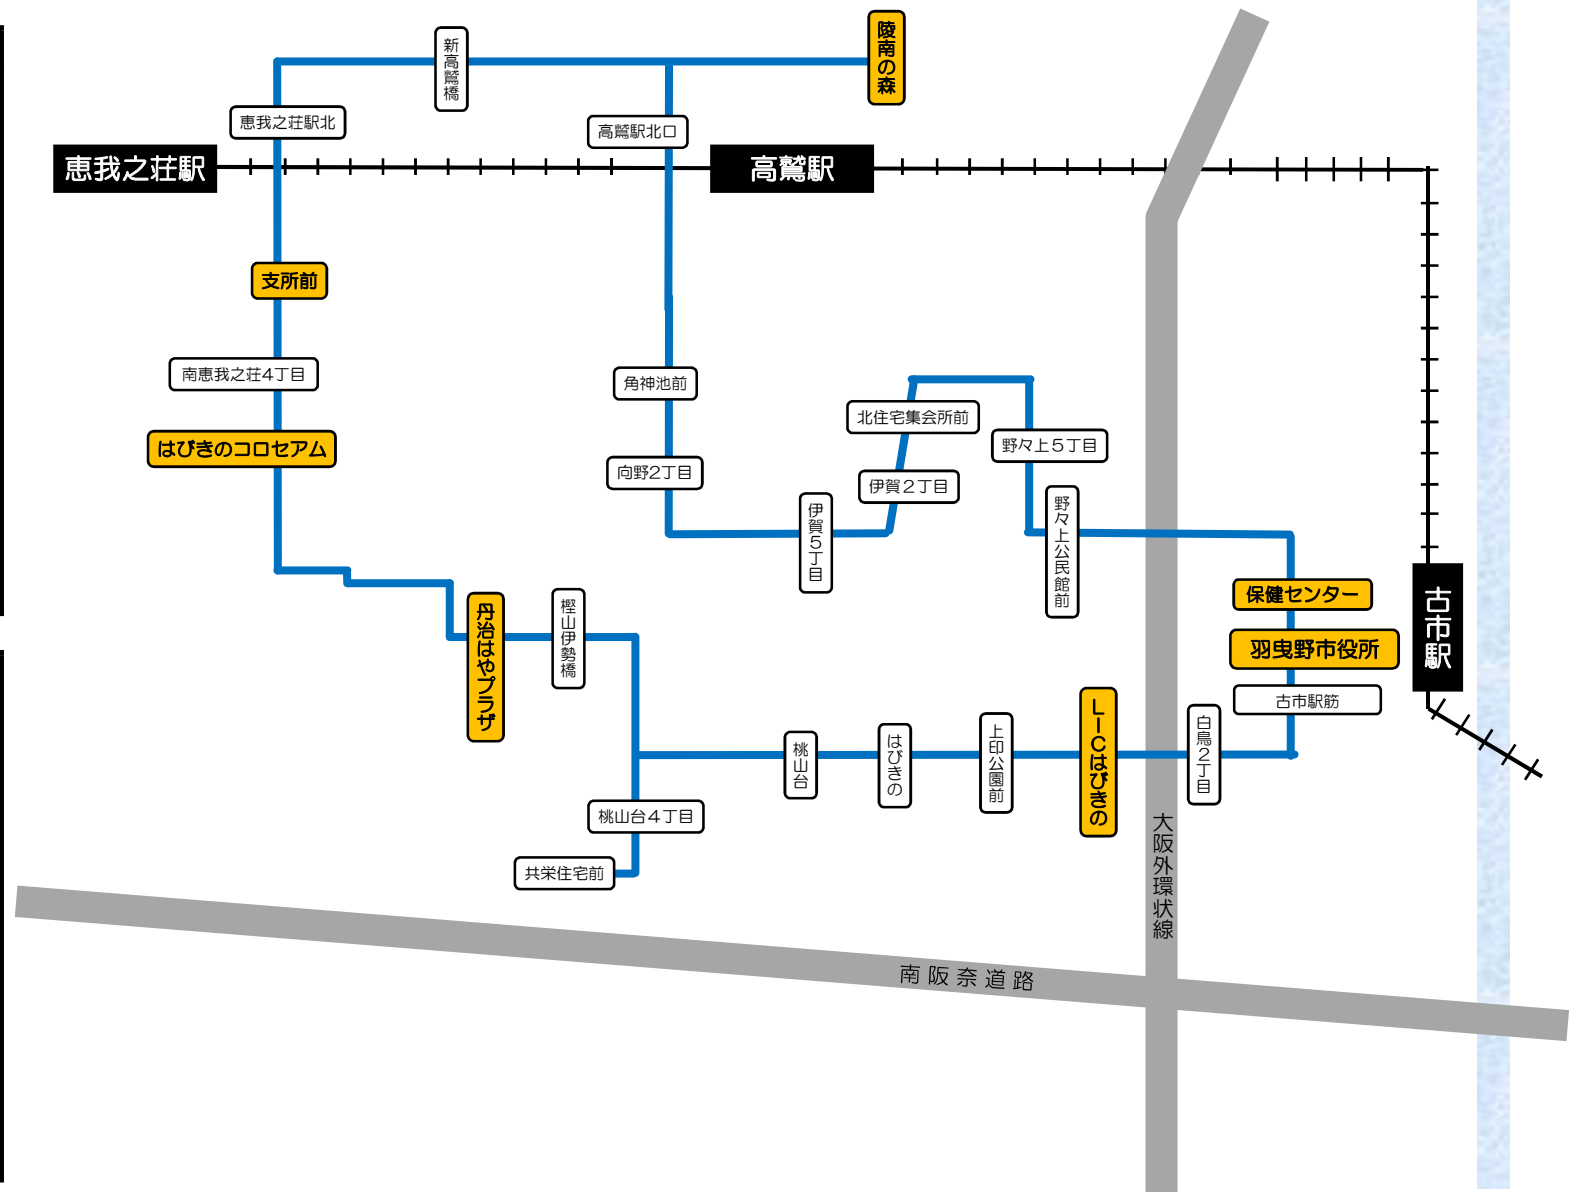 陵南の森
新高鷲橋
恵我之荘駅北
高鷲駅北口
恵我之荘駅
高鷲駅
支所前
南恵我之荘4丁目
はびきのコロセアム
角神池前
向野2丁目
北住宅集会所前
野々上５丁目
伊賀２丁目
伊賀５丁目
野々上公民館前
保健センター
羽曳野市役所
古市駅筋
古市駅
丹治はやプラザ
樫山伊勢橋
桃山台
はびきの
上印公園前
LICはびきの
白鳥2丁目
桃山台４丁目
共栄住宅前
大阪外環状線
南阪奈道路